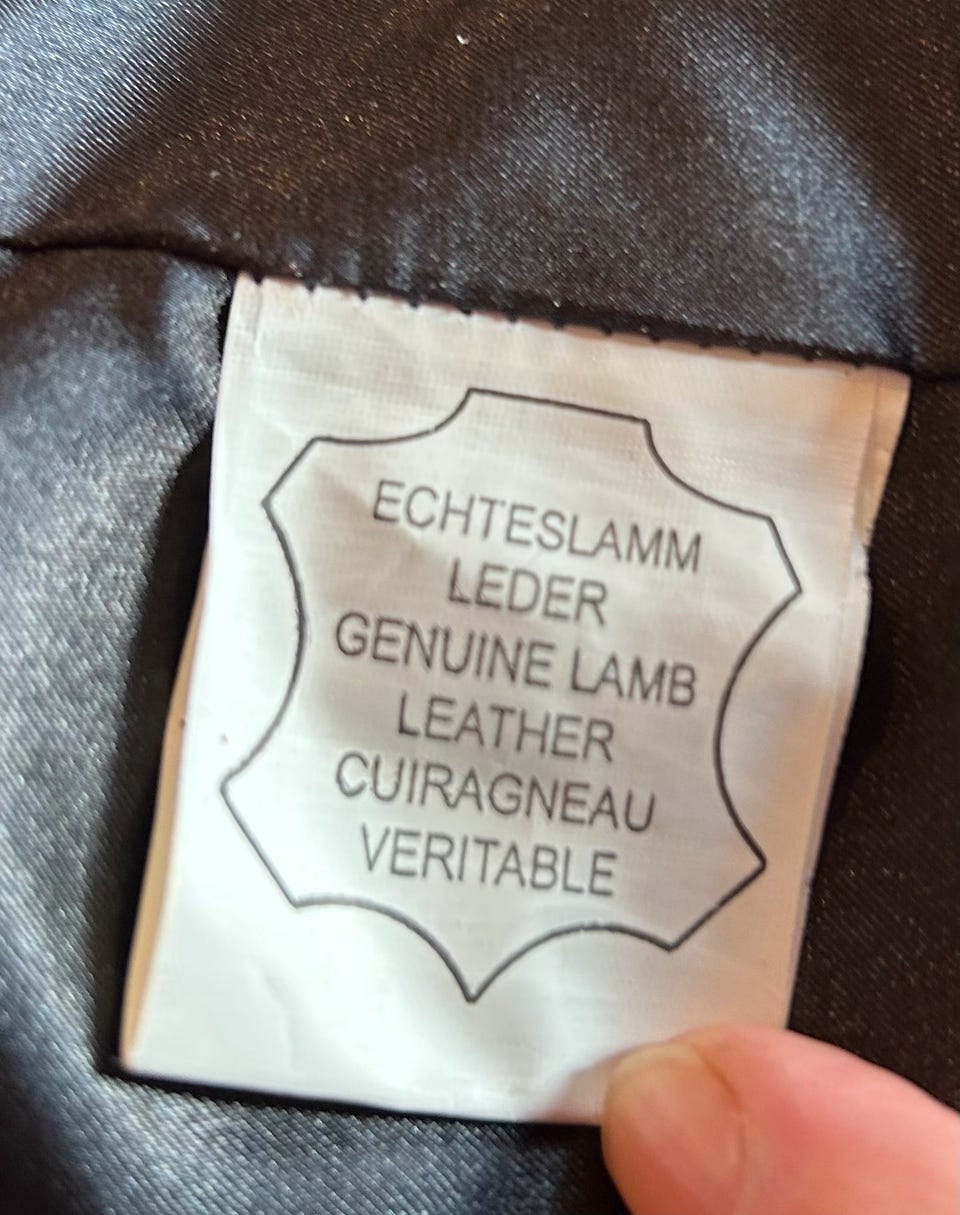 ECHTESLAMM
LEDER
GENUINE LAMB
LEATHER
CUIRAGNEAU
VERITABLE